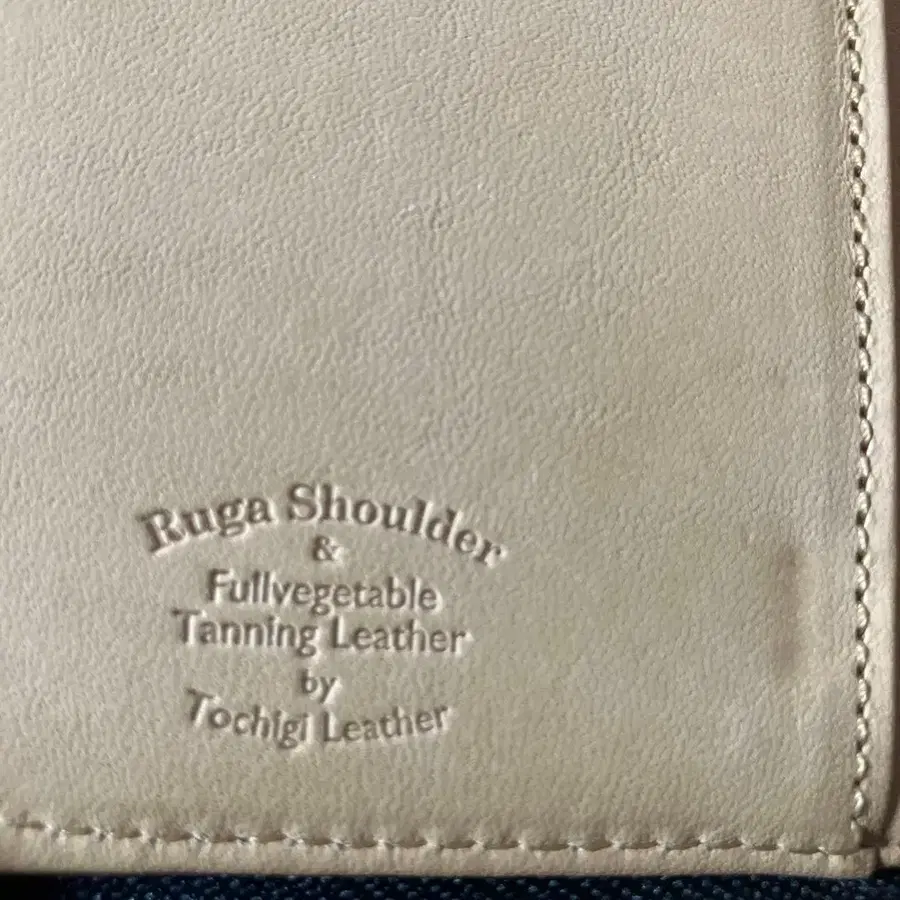 Ruga Shoulder
&
Fullvegetable
Tanning Leather
by
Tochigi Leather